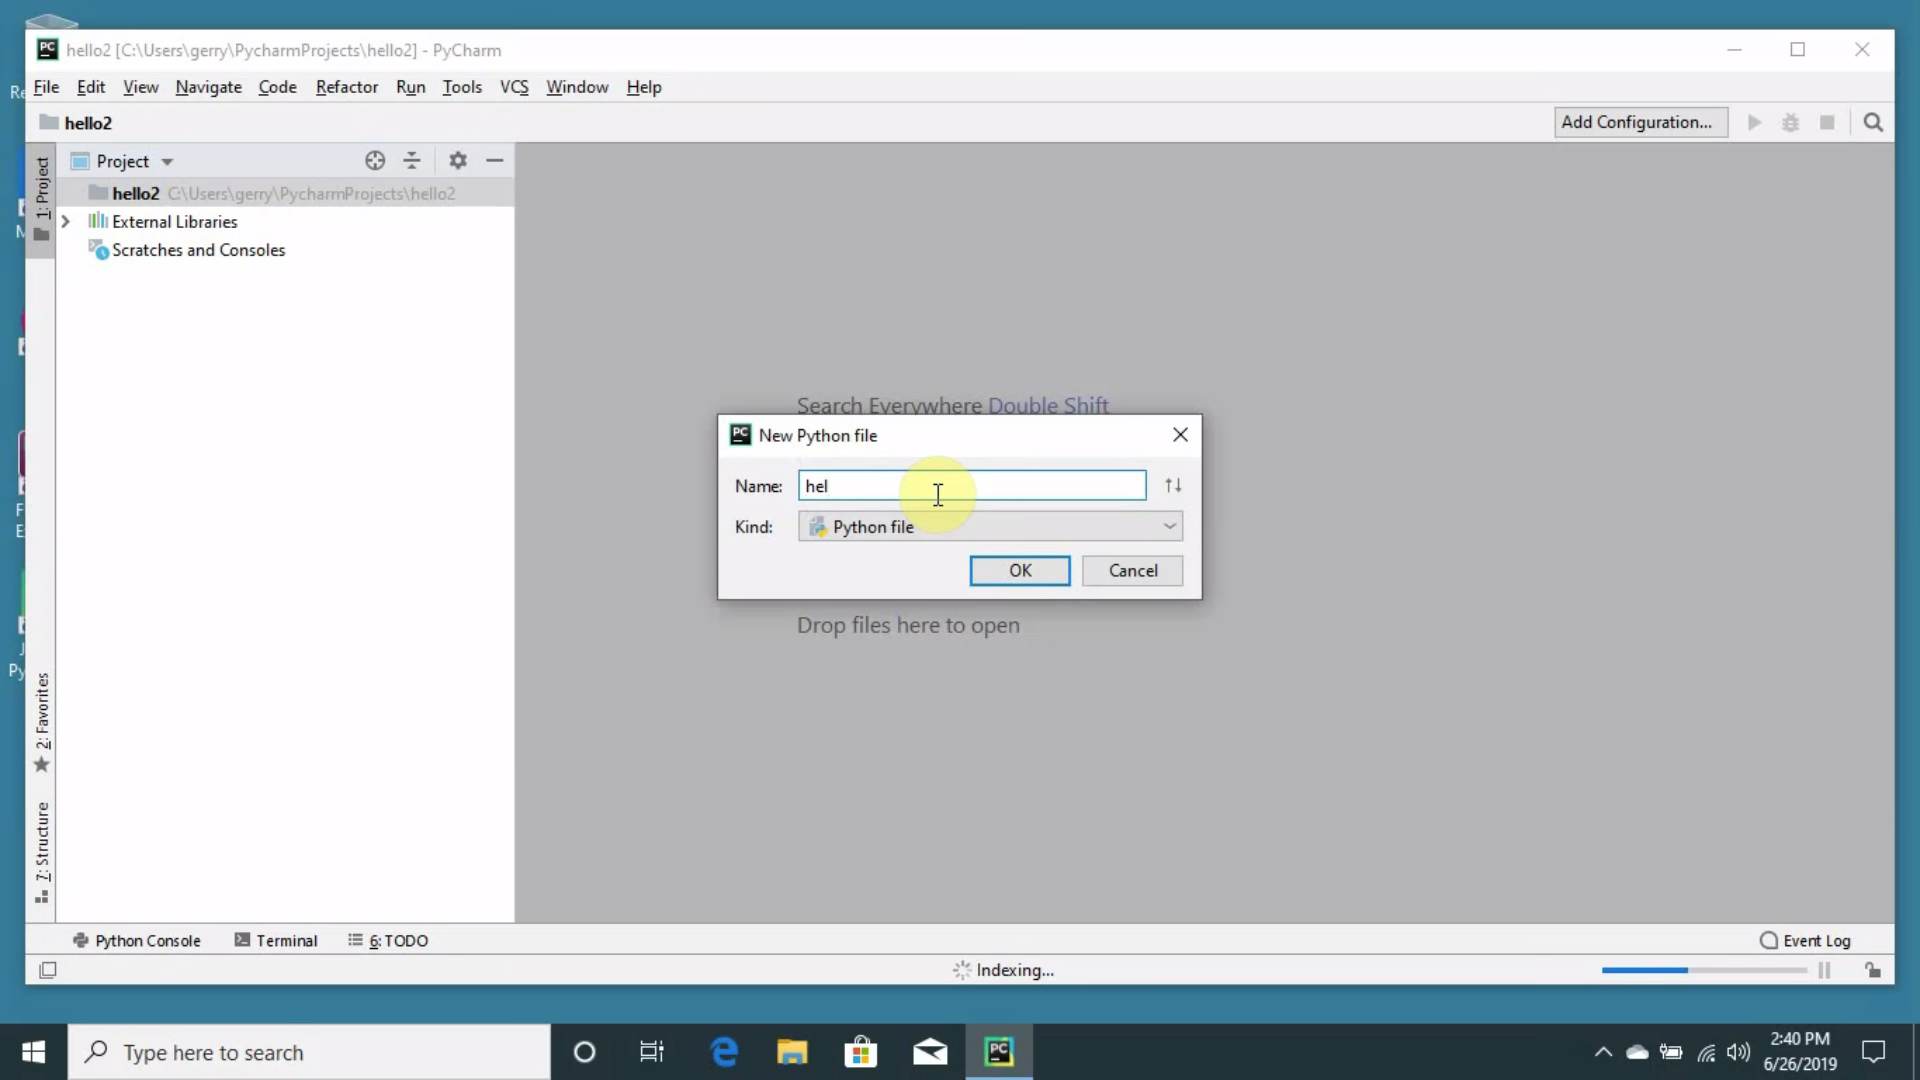 hello2 [C:\Users\gerry\PycharmProjects\hello2] - PyCharm
File Edit View Navigate Code Refactor Run Tools VCS Window Help
hello2
Add Configuration...
1: Project
Project
hello2 C:\Users\gerry\PycharmProjects\hello2
External Libraries
Scratches and Consoles
Search Everywhere Double Shift
New Python file
Name: hel
Kind: Python file
OK Cancel
Drop files here to open
2: Favorites
7: Structure
Python Console Terminal 6: TODO
Event Log
Indexing...
Type here to search
2:40 PM
6/26/2019